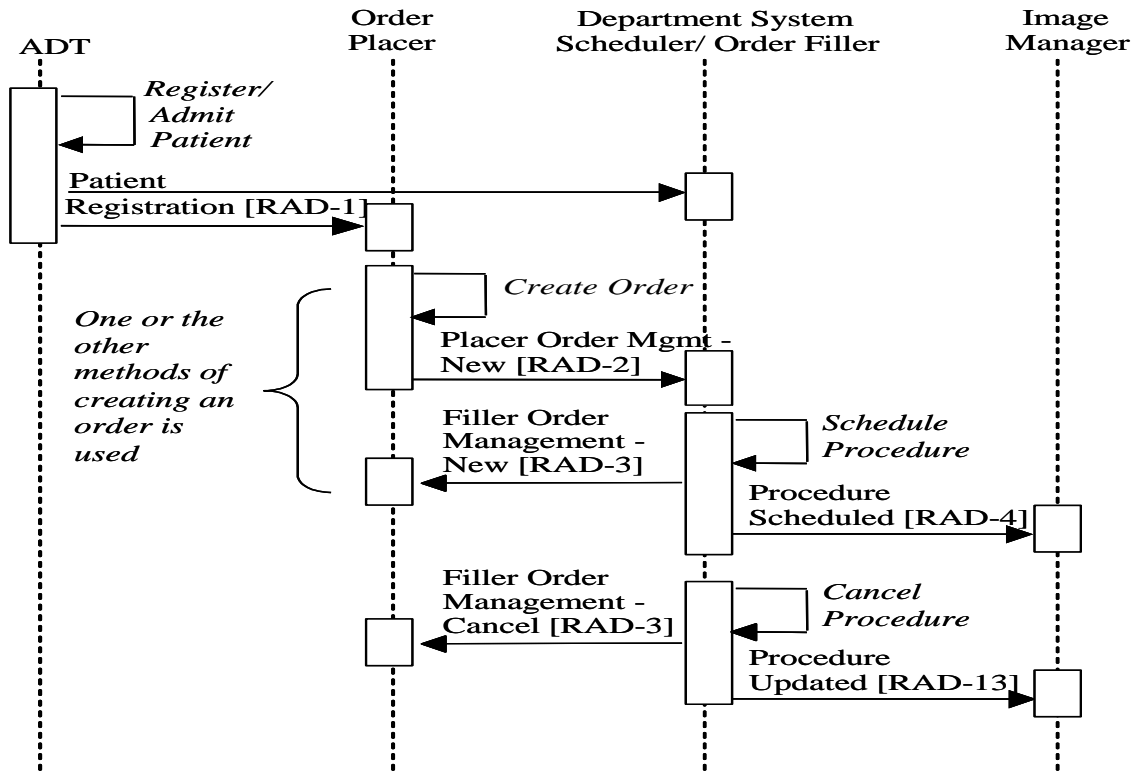 ADT
Order
Placer
Department System
Scheduler/ Order Filler
Image
Manager
Register/
Admit
Patient
Patient
Registration [RAD-1]
Create Order
One or the
other
methods of
creating an
order is
used
Placer Order Mgmt -
New [RAD-2]
Filler Order
Management -
New [RAD-3]
Schedule
Procedure
Procedure
Scheduled [RAD-4]
Filler Order
Management -
Cancel [RAD-3]
Cancel
Procedure
Procedure
Updated [RAD-13]